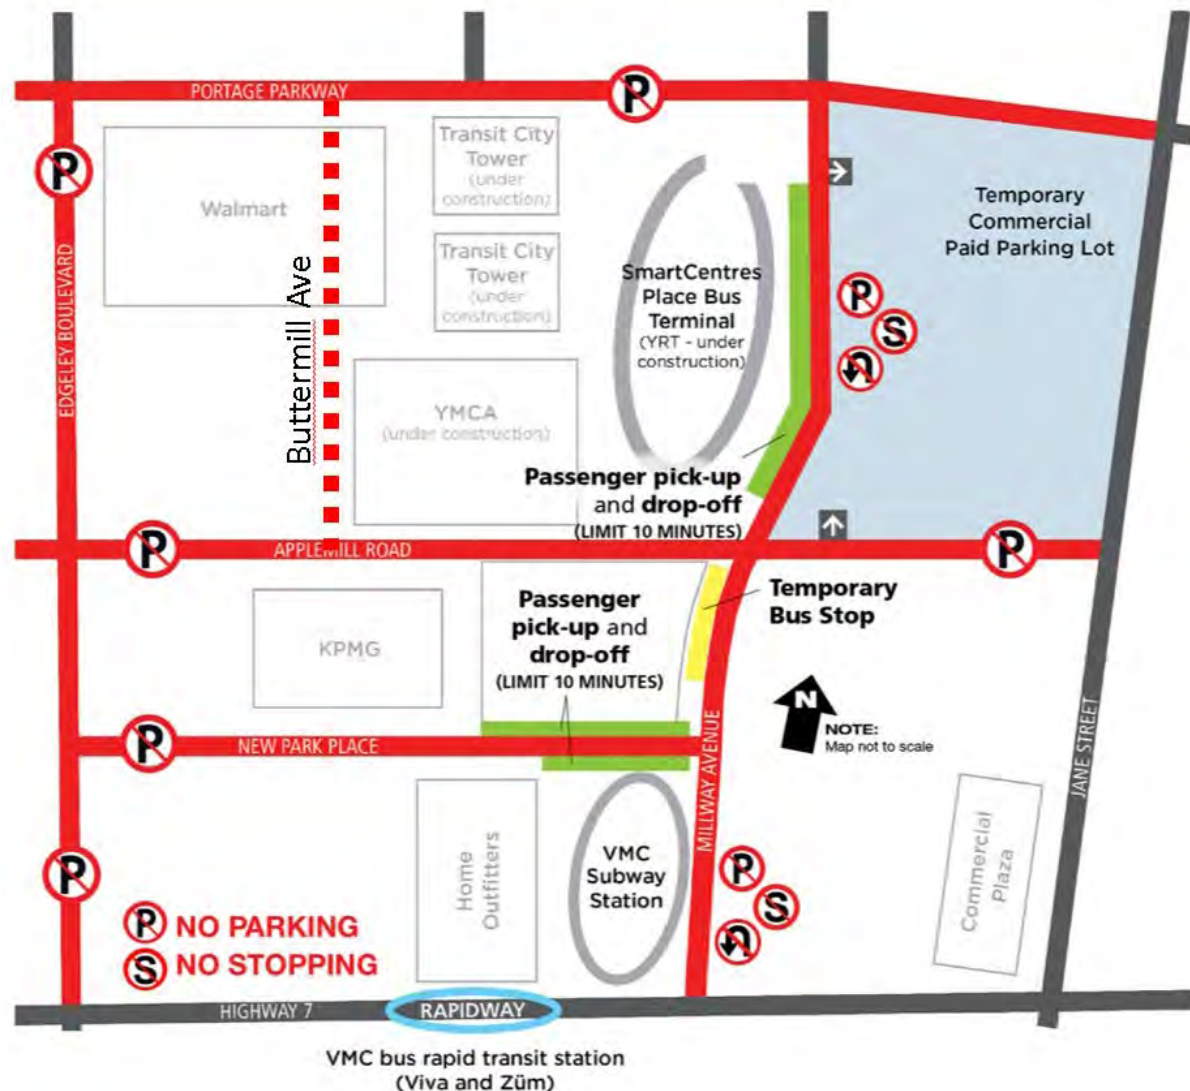 PORTAGE PARKWAY
P
P
Transit City
Tower
(under
construction)
Walmart
Temporary
Commercial
Paid Parking Lot
Transit City
Tower
(under
construction)
EDGELEY BOULEVARD
Buttermill Ave
SmartCentres
Place Bus
Terminal
(YRT - under
construction)
P
S
YMCA
(under construction)
Passenger pick-up
and drop-off
(LIMIT 10 MINUTES)
P
APPLEMILL ROAD
P
Passenger
pick-up and
drop-off
(LIMIT 10 MINUTES)
Temporary
Bus Stop
KPMG
N
NOTE:
Map not to scale
P
NEW PARK PLACE
MILLWAY AVENUE
JANE STREET
Home
Outfitters
VMC
Subway
Station
Commercial
Plaza
P
P
S
P NO PARKING
S NO STOPPING
HIGHWAY 7
RAPIDWAY
VMC bus rapid transit station
(Viva and Züm)